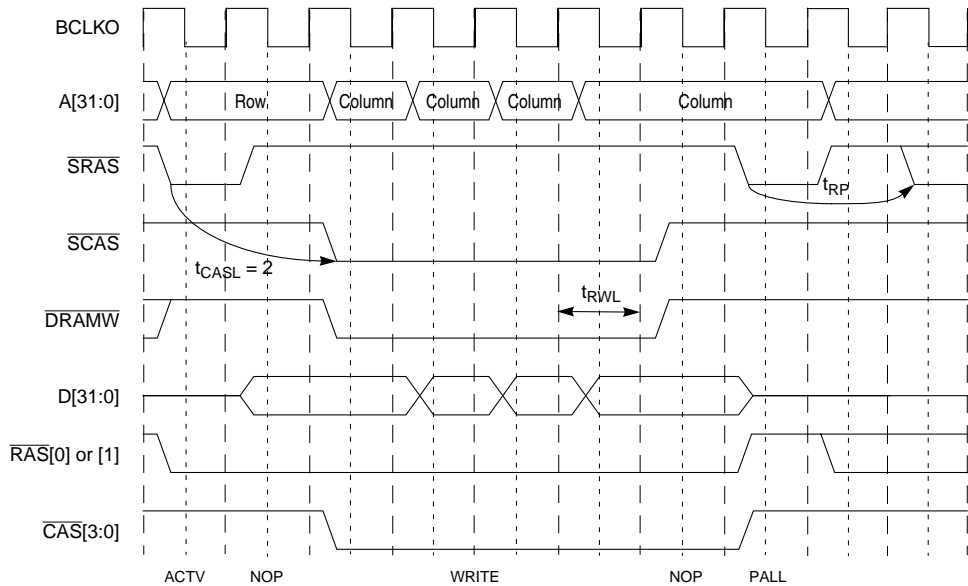 BCLKO
A[31:0] Row Column Column Column Column
SRAS
tRP
SCAS
tCASL = 2
tRWL
DRAMW
D[31:0]
RAS[0] or [1]
CAS[3:0]
ACTV NOP WRITE NOP PALL